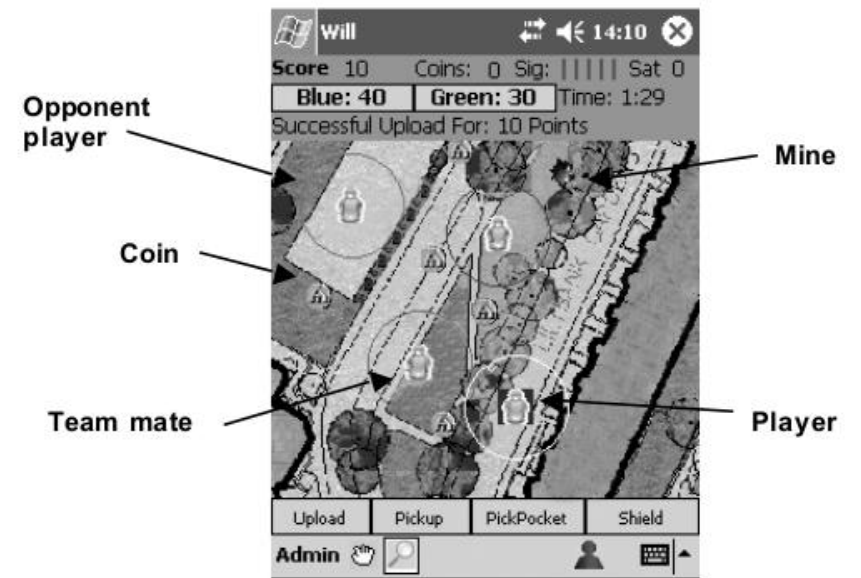 Will 14:10
Score 10 Coins: 0 Sig: ||||| Sat 0
Blue: 40 Green: 30 Time: 1:29
Successful Upload For: 10 Points
Opponent
player
Mine
Coin
LILYBANK
Team mate
Player
Upload Pickup PickPocket Shield
Admin